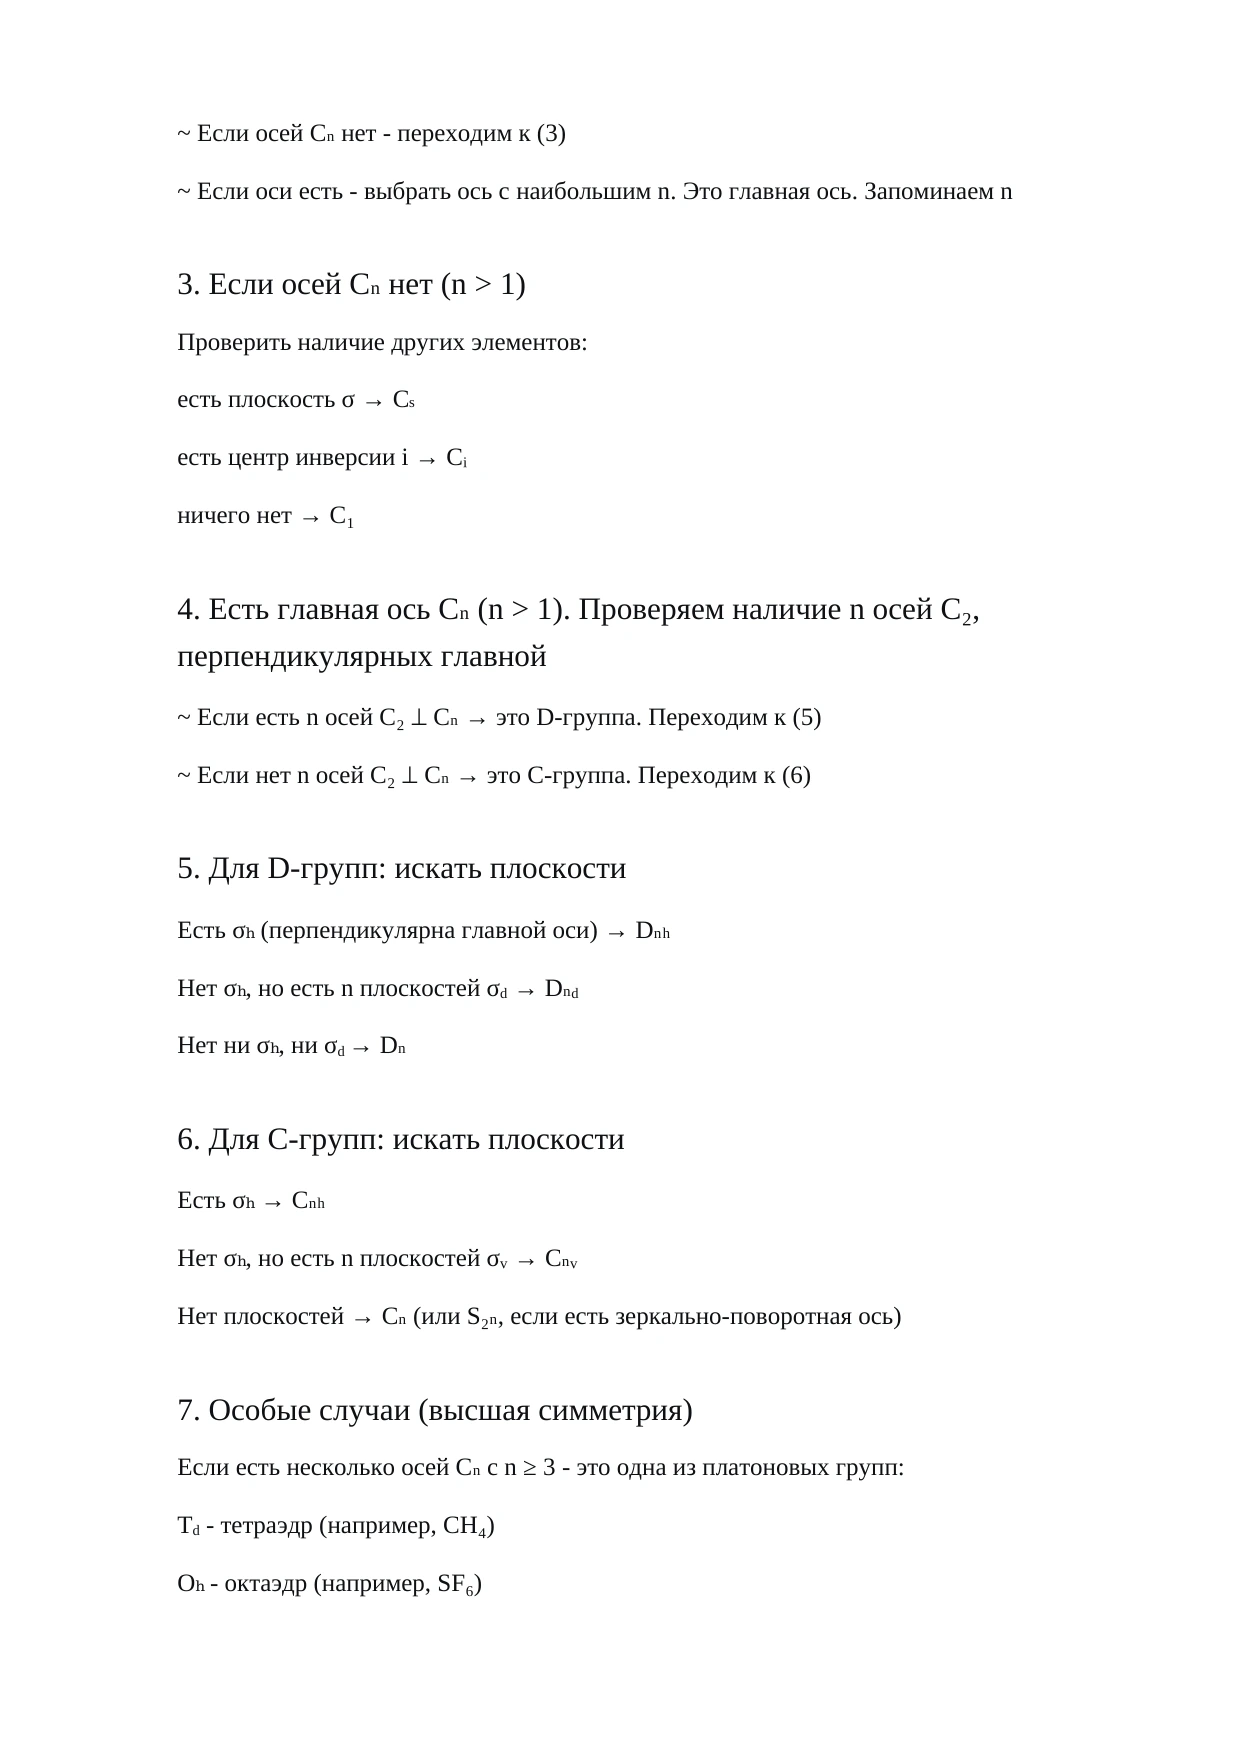 ~ Если осей Cₙ нет - переходим к (3)
~ Если оси есть - выбрать ось с наибольшим n. Это главная ось. Запоминаем n
3. Если осей Cₙ нет (n > 1)
Проверить наличие других элементов:
есть плоскость σ → Cₛ
есть центр инверсии i → Cᵢ
ничего нет → C₁
4. Есть главная ось Cₙ (n > 1). Проверяем наличие n осей C₂,
перпендикулярных главной
~ Если есть n осей C₂ ⊥ Cₙ → это D-группа. Переходим к (5)
~ Если нет n осей C₂ ⊥ Cₙ → это C-группа. Переходим к (6)
5. Для D-групп: искать плоскости
Есть σₕ (перпендикулярна главной оси) → Dₙₕ
Нет σₕ, но есть n плоскостей σd → Dₙd
Нет ни σₕ, ни σd → Dₙ
6. Для C-групп: искать плоскости
Есть σₕ → Cₙₕ
Нет σₕ, но есть n плоскостей σᵥ → Cₙᵥ
Нет плоскостей → Cₙ (или S₂ₙ, если есть зеркально-поворотная ось)
7. Особые случаи (высшая симметрия)
Если есть несколько осей Cₙ с n ≥ 3 - это одна из платоновых групп:
Td - тетраэдр (например, CH₄)
Oₕ - октаэдр (например, SF₆)